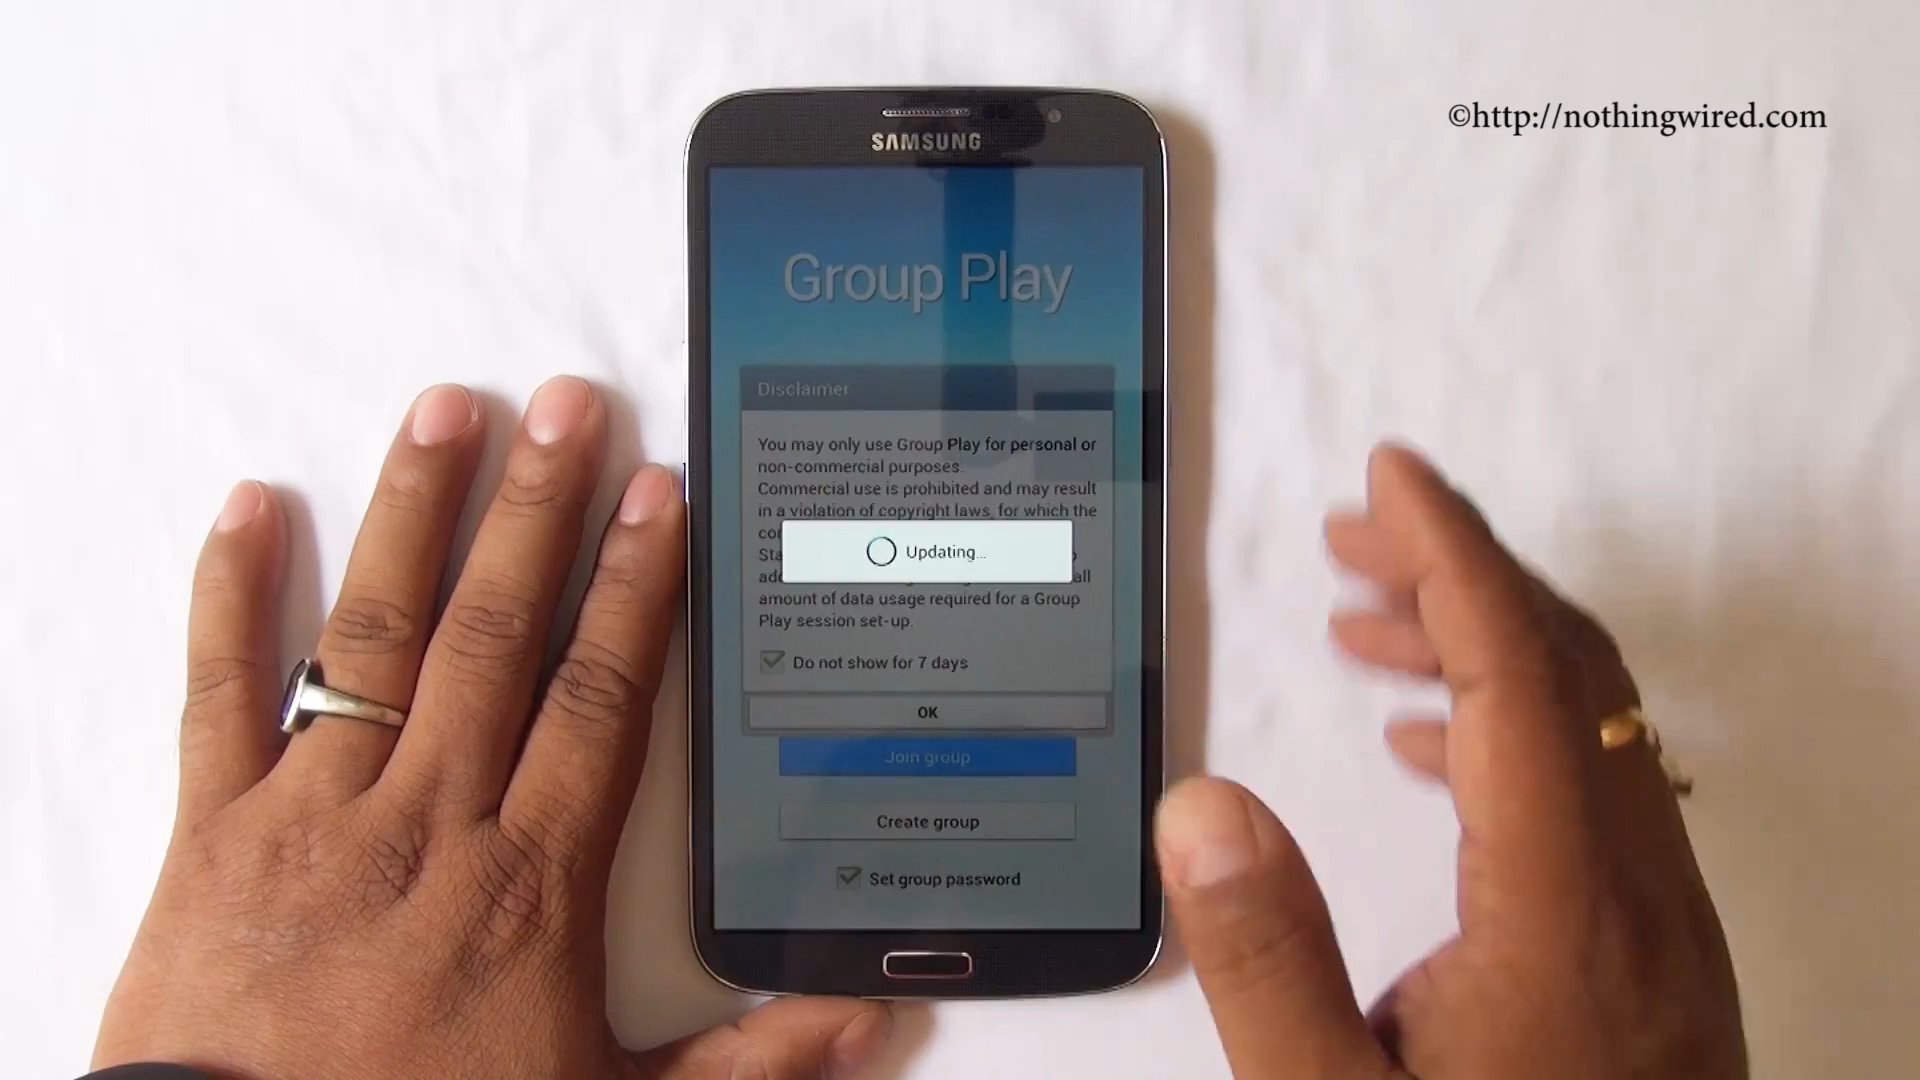 ©http://nothingwired.com
SAMSUNG
Group Play
Disclaimer
You may only use Group Play for personal or
non-commercial purposes.
Commercial use is prohibited and may result
in a violation of copyright laws, for which the
Updating...
all
amount of data usage required for a Group
Play session set-up.
Do not show for 7 days
OK
Join group
Create group
Set group password